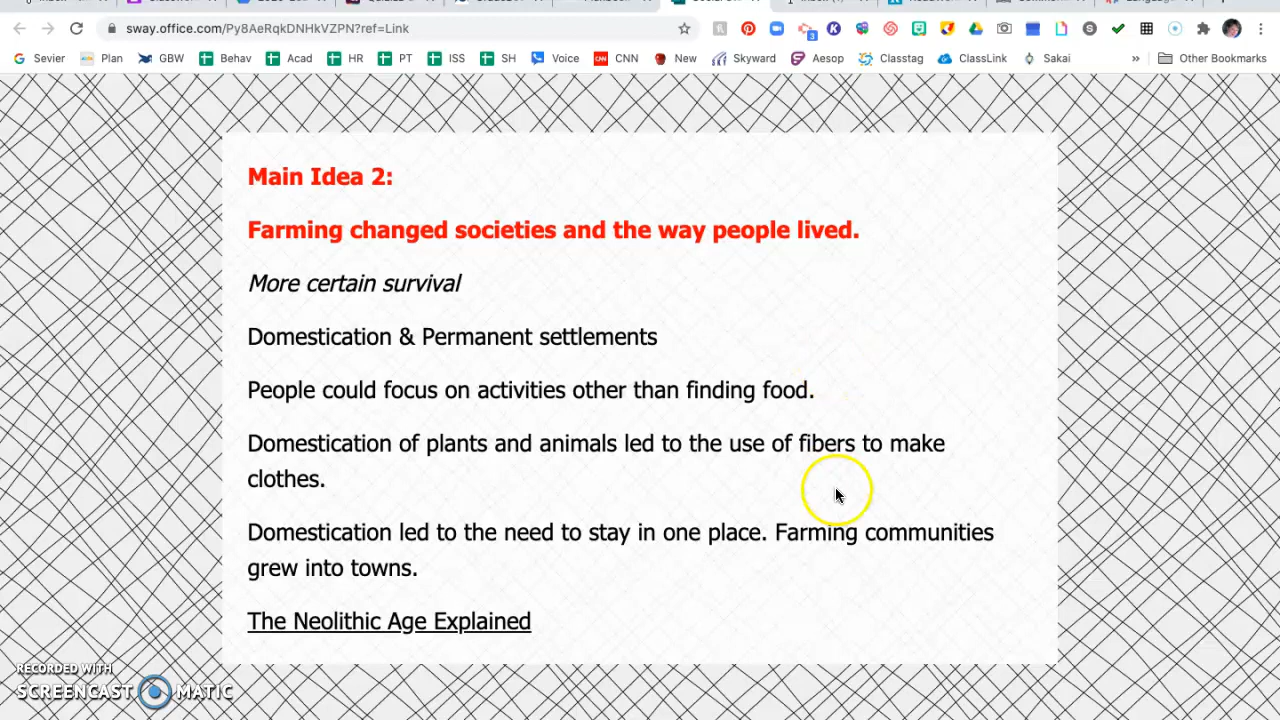 sway.office.com/Py8AeRqkDNHkVZPN?ref=Link
3
Sevier Plan GBW Behav Acad HR PT ISS SH Voice CNN New Skyward Aesop Classtag ClassLink Sakai » Other Bookmarks
Main Idea 2:
Farming changed societies and the way people lived.
More certain survival
Domestication & Permanent settlements
People could focus on activities other than finding food.
Domestication of plants and animals led to the use of fibers to make
clothes.
Domestication led to the need to stay in one place. Farming communities
grew into towns.
The Neolithic Age Explained
RECORDED WITH
SCREENCAST MATIC